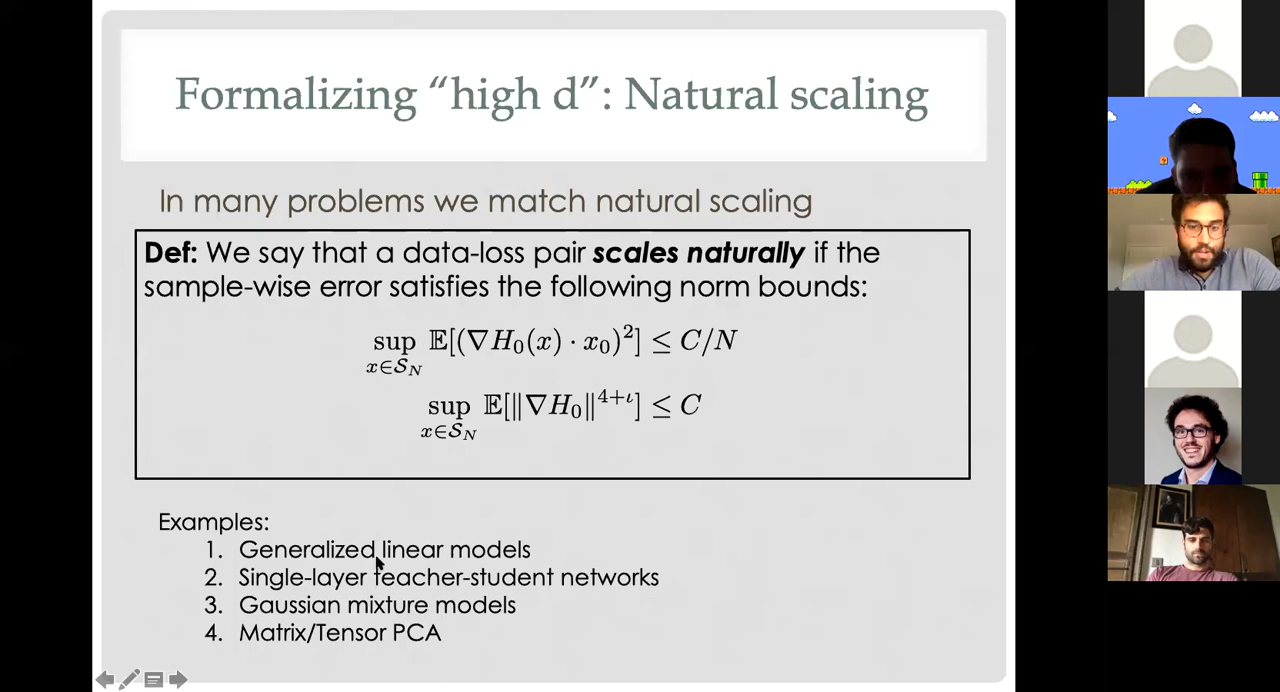 Formalizing “high d”: Natural scaling
In many problems we match natural scaling
Def: We say that a data-loss pair scales naturally if the
sample-wise error satisfies the following norm bounds:
sup_{x∈𝒮_N} 𝔼[(∇H₀(x) · x₀)²] ≤ C/N
sup_{x∈𝒮_N} 𝔼[‖∇H₀‖^{4+ι}] ≤ C
Examples:
1. Generalized linear models
2. Single-layer teacher-student networks
3. Gaussian mixture models
4. Matrix/Tensor PCA